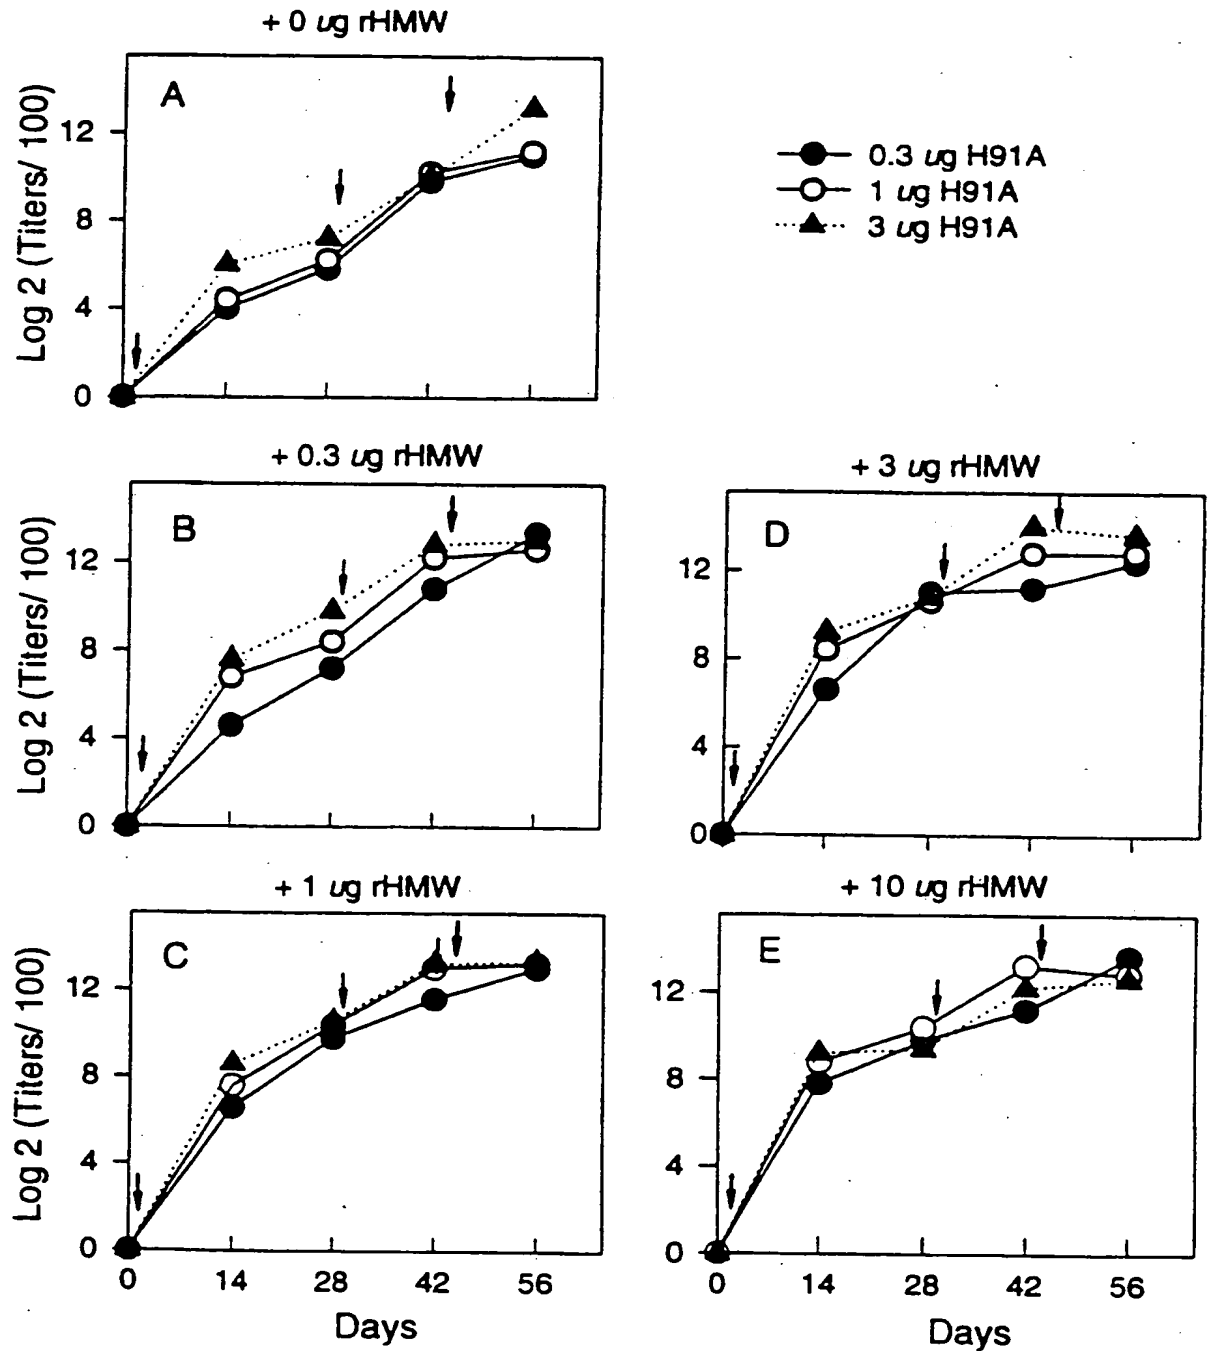 + 0 ug rHMW
A
Log 2 (Titers/ 100)
12
8
4
0
0.3 ug H91A
1 ug H91A
3 ug H91A
+ 0.3 ug rHMW
B
Log 2 (Titers/ 100)
12
8
4
0
+ 3 ug rHMW
D
12
8
4
0
+ 1 ug rHMW
C
Log 2 (Titers/ 100)
12
8
4
0
0 14 28 42 56
Days
+ 10 ug rHMW
E
12
8
4
0
0 14 28 42 56
Days